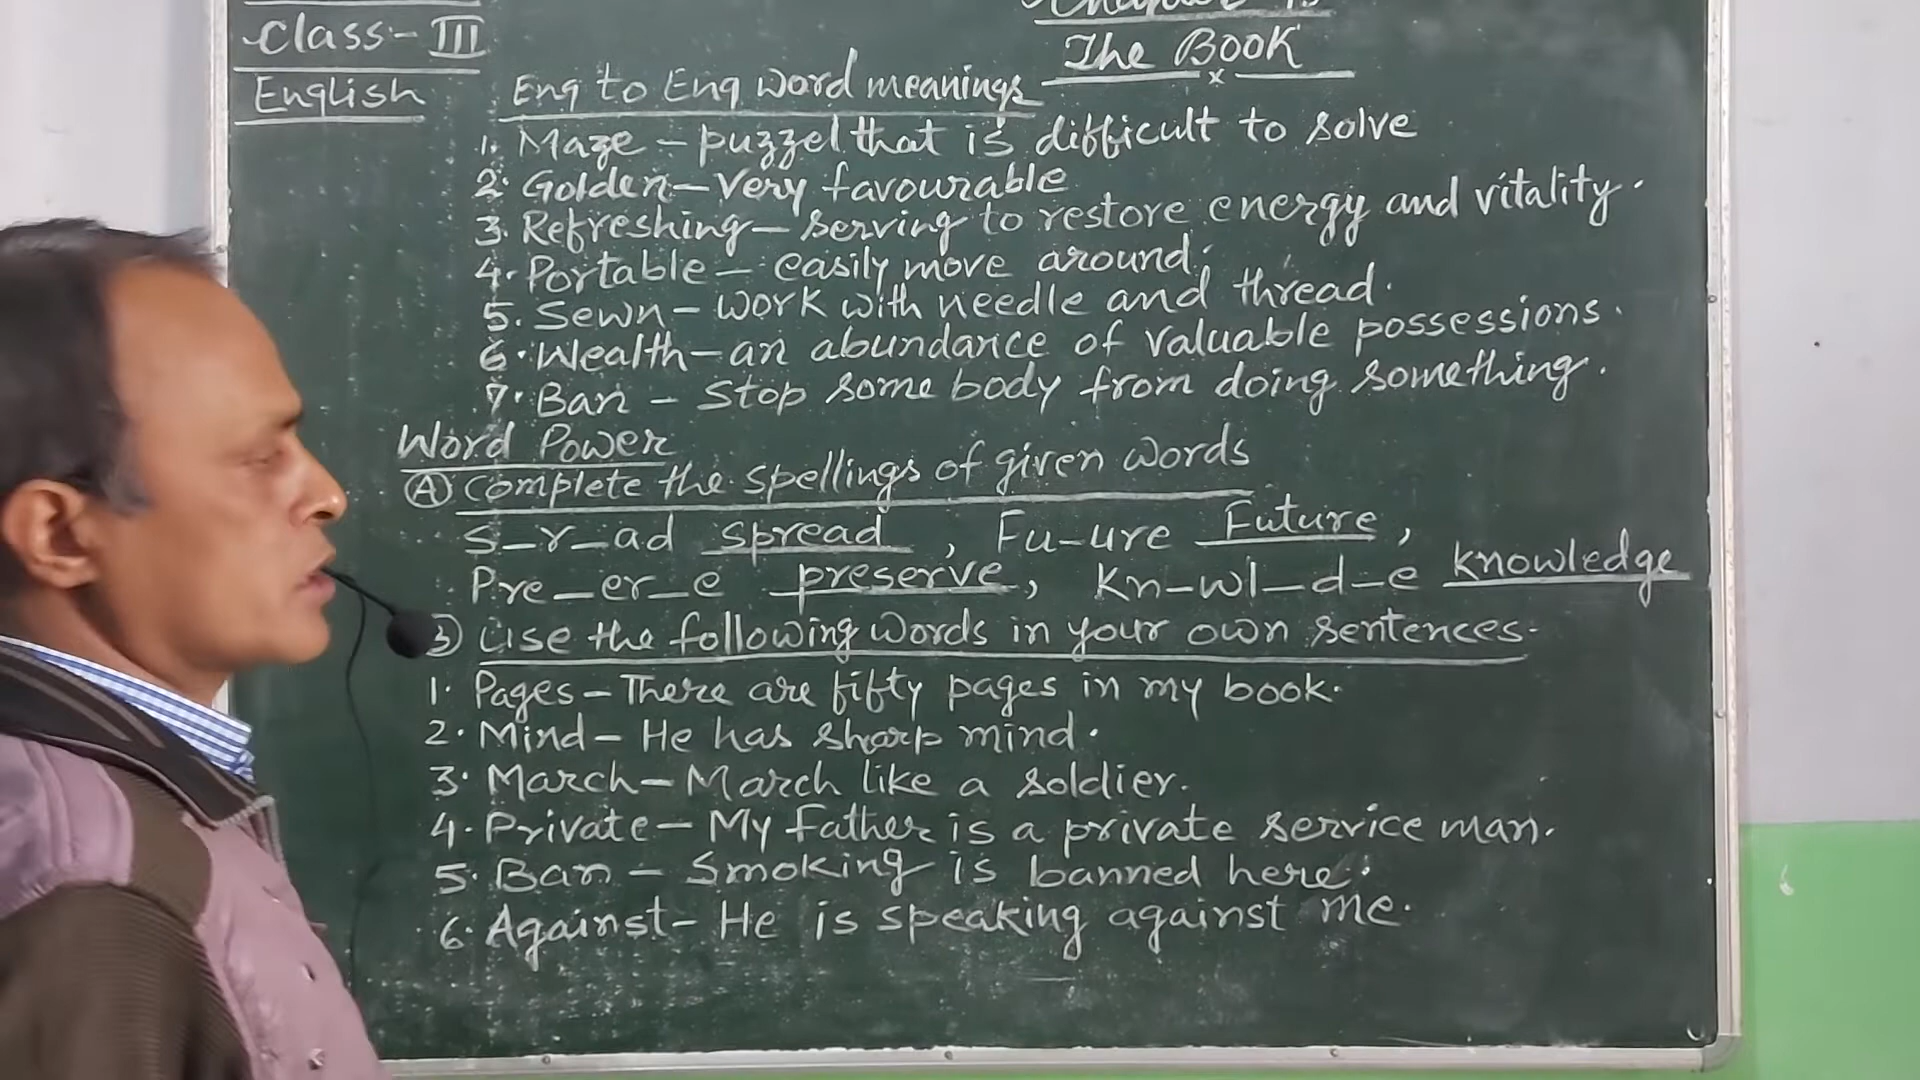 Class - III
English
The Book
x
Eng to Eng word meanings
1. Maze - puzzel that is difficult to solve
2. Golden - Very favourable
3. Refreshing - serving to restore energy and vitality.
4. Portable - easily move around.
5. Sewn - work with needle and thread.
6. Wealth - an abundance of valuable possessions.
7. Ban - Stop some body from doing something.
Word Power
A Complete the spellings of given words
S_r_ad spread, Fu_ure Future,
Pre_er_e preserve, Kn_wl_d_e knowledge
Use the following words in your own sentences.
1. Pages - There are fifty pages in my book.
2. Mind - He has sharp mind.
3. March - March like a soldier.
4. Private - My Father is a private service man.
5. Ban - Smoking is banned here.
6. Against - He is speaking against me.